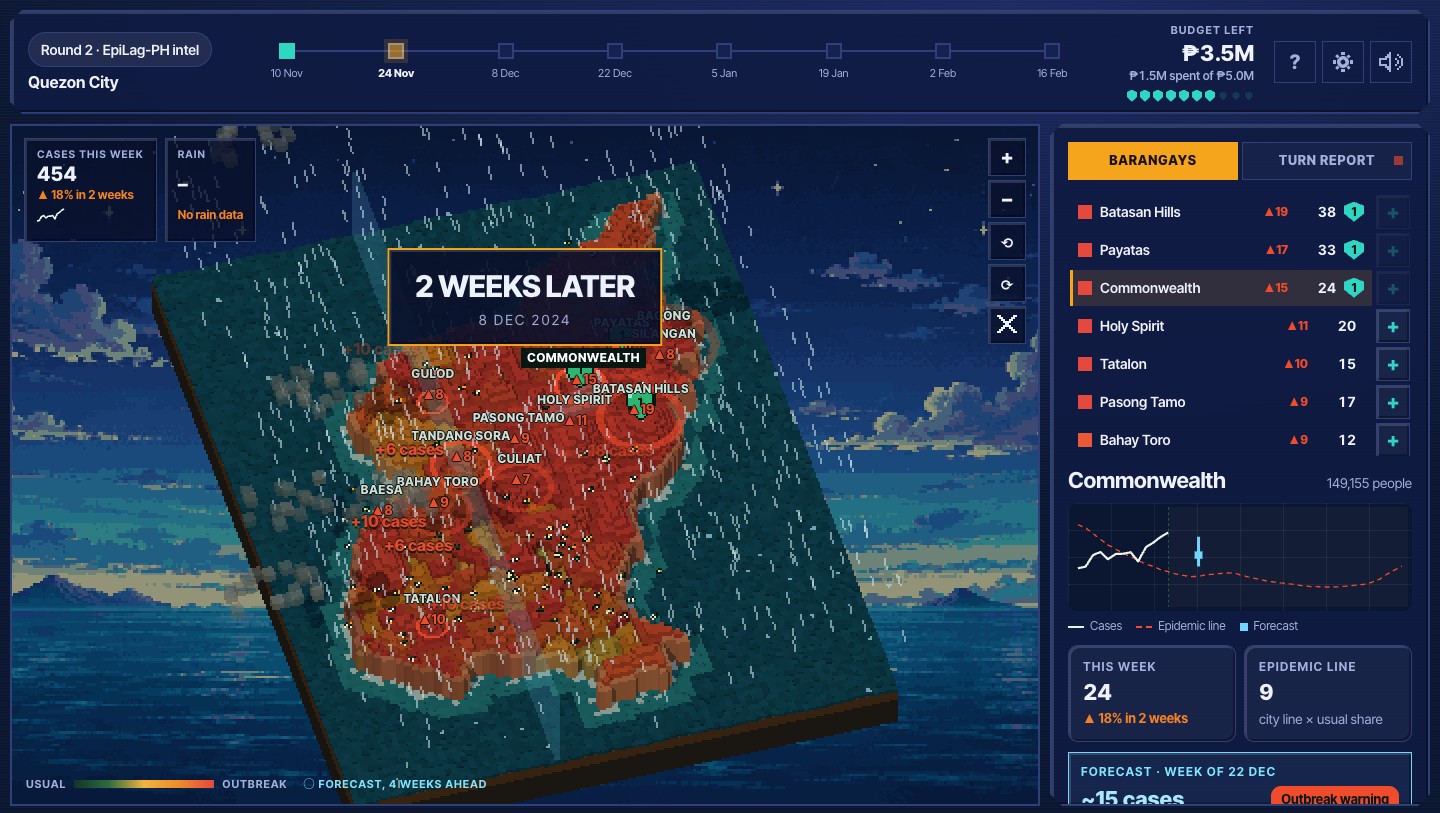 Round 2 · EpiLag-PH intel
Quezon City
10 Nov
24 Nov
8 Dec
22 Dec
5 Jan
19 Jan
2 Feb
16 Feb
BUDGET LEFT
₱3.5M
₱1.5M spent of ₱5.0M
?
CASES THIS WEEK
454
▲ 18% in 2 weeks
RAIN
–
No rain data
+
−
2 WEEKS LATER
8 DEC 2024
PAYATAS
BAGONG
SILANGAN
▲8
COMMONWEALTH
▲15
GULOD
▲8
BATASAN HILLS
1
▲19
HOLY SPIRIT
▲11
PASONG TAMO
▲9
TANDANG SORA
▲8
+6 cases
CULIAT
▲7
BAHAY TORO
▲9
BAESA
▲8
+10 cases
+6 cases
TATALON
▲10
USUAL
OUTBREAK
FORECAST, 4 WEEKS AHEAD
BARANGAYS
TURN REPORT
Batasan Hills ▲19 38 1 +
Payatas ▲17 33 1 +
Commonwealth ▲15 24 1 +
Holy Spirit ▲11 20 +
Tatalon ▲10 15 +
Pasong Tamo ▲9 17 +
Bahay Toro ▲9 12 +
Commonwealth
149,155 people
Cases
Epidemic line
Forecast
THIS WEEK
24
▲ 18% in 2 weeks
EPIDEMIC LINE
9
city line × usual share
FORECAST · WEEK OF 22 DEC
~15 cases
Outbreak warning